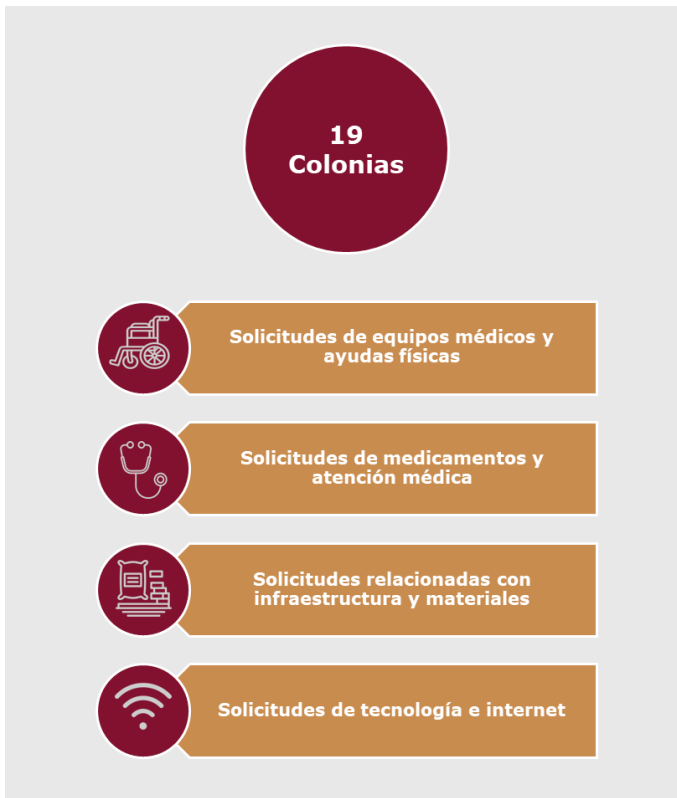 19
Colonias
Solicitudes de equipos médicos y
ayudas físicas
Solicitudes de medicamentos y
atención médica
Solicitudes relacionadas con
infraestructura y materiales
Solicitudes de tecnología e internet